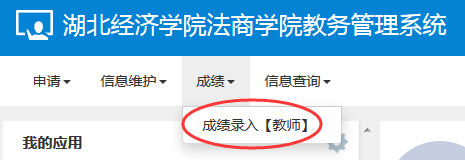 湖北经济学院法商学院教务管理系统
申请 信息维护 成绩 信息查询
成绩录入【教师】
我的应用